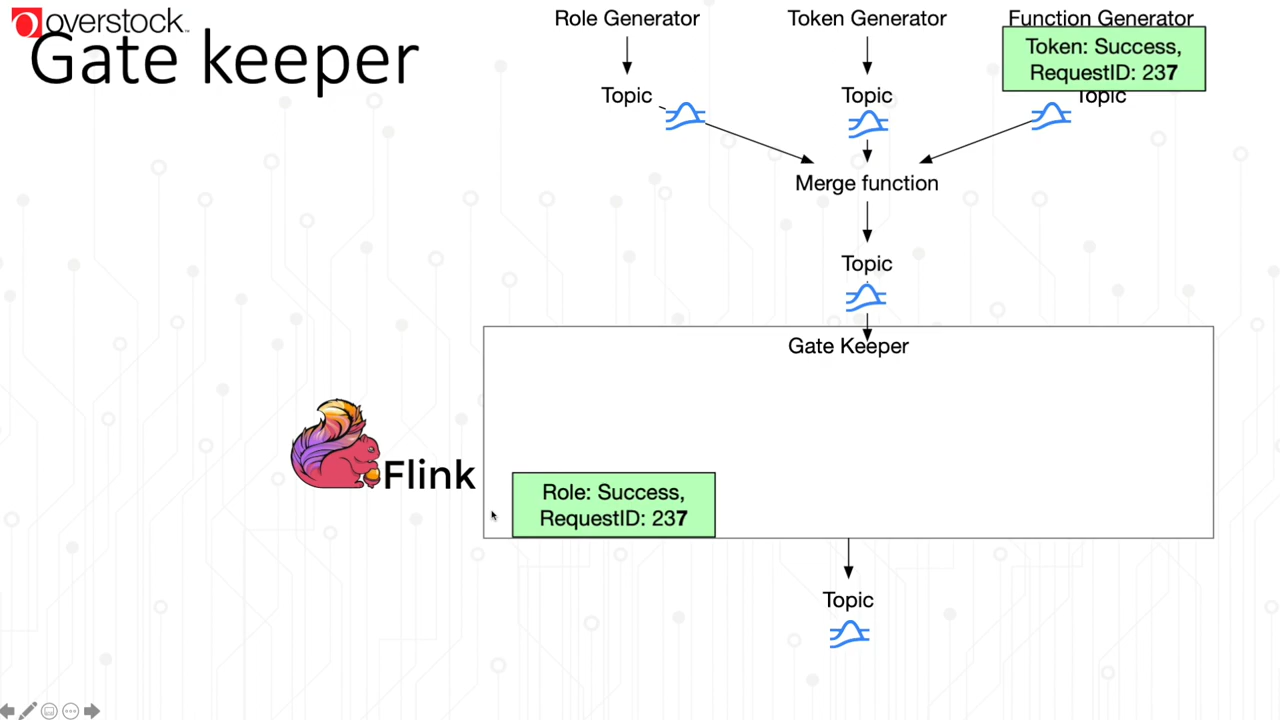 overstock™
Gate keeper
Role Generator
Token Generator
Function Generator
Token: Success,
RequestID: 237
Topic
Topic
Topic
Merge function
Topic
Gate Keeper
Flink
Role: Success,
RequestID: 237
Topic